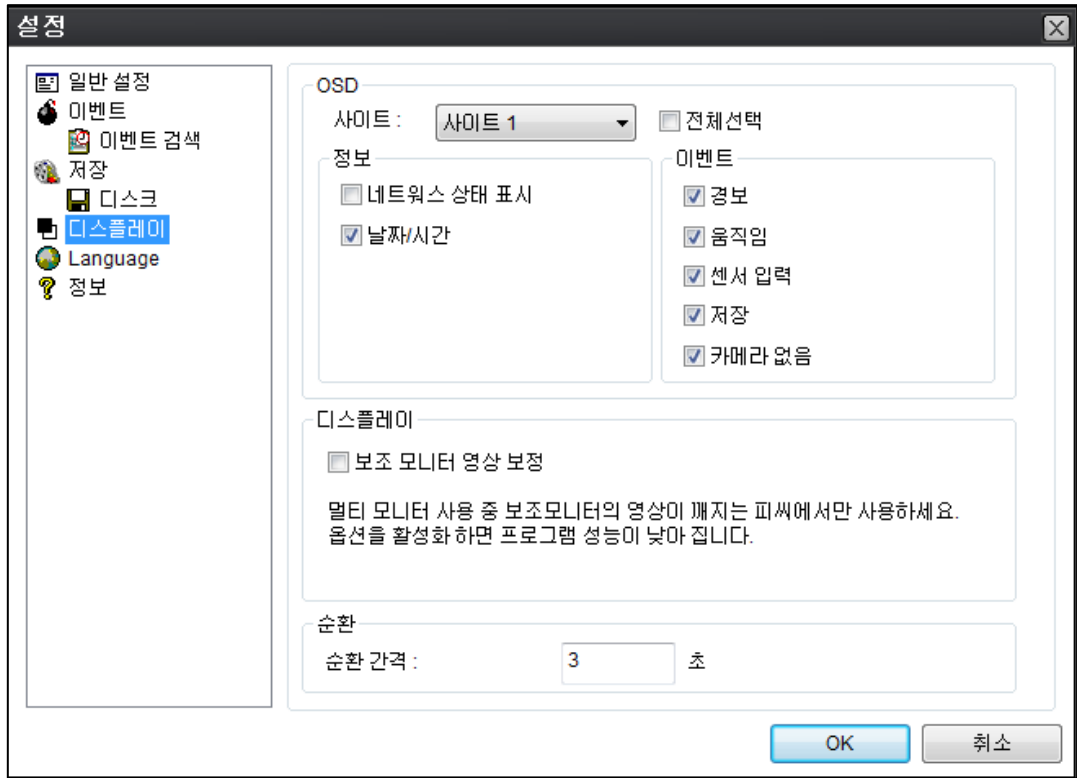 설정
일반 설정
이벤트
이벤트 검색
저장
디스크
디스플레이
Language
정보
OSD
사이트 : 사이트 1 전체선택
정보
네트워스 상태 표시
날짜/시간
이벤트
경보
움직임
센서 입력
저장
카메라 없음
디스플레이
보조 모니터 영상 보정
멀티 모니터 사용 중 보조모니터의 영상이 깨지는 피씨에서만 사용하세요.
옵션을 활성화 하면 프로그램 성능이 낮아 집니다.
순환
순환 간격 : 3 초
OK 취소